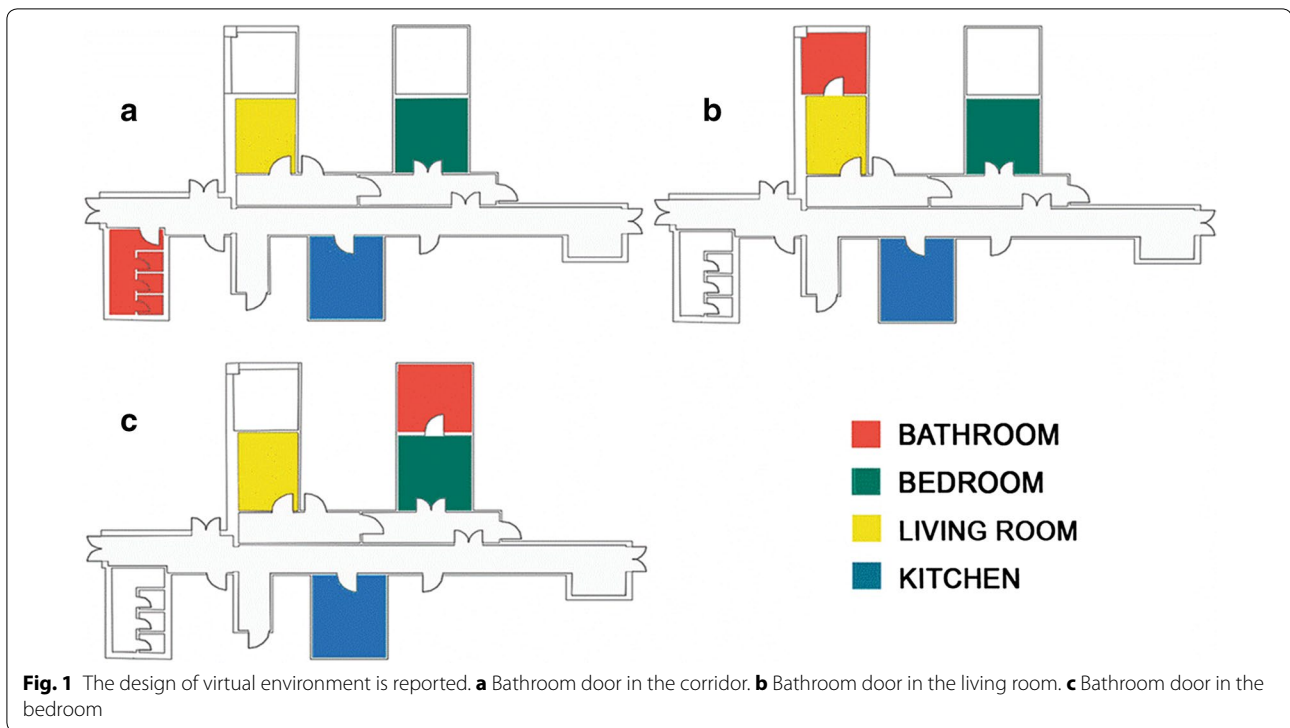 a
b
c
BATHROOM
BEDROOM
LIVING ROOM
KITCHEN
Fig. 1 The design of virtual environment is reported. a Bathroom door in the corridor. b Bathroom door in the living room. c Bathroom door in the
bedroom